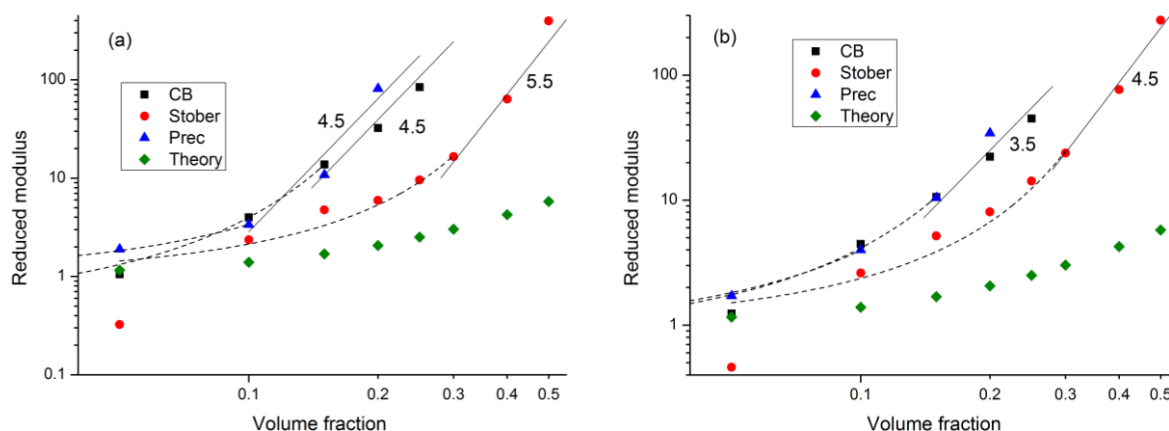 (a)
CB
Stober
Prec
Theory
4.5
4.5
5.5
100
10
1
0.1
Reduced modulus
0.1
0.2
0.3
0.4
0.5
Volume fraction
(b)
CB
Stober
Prec
Theory
3.5
4.5
100
10
1
Reduced modulus
0.1
0.2
0.3
0.4
0.5
Volume fraction